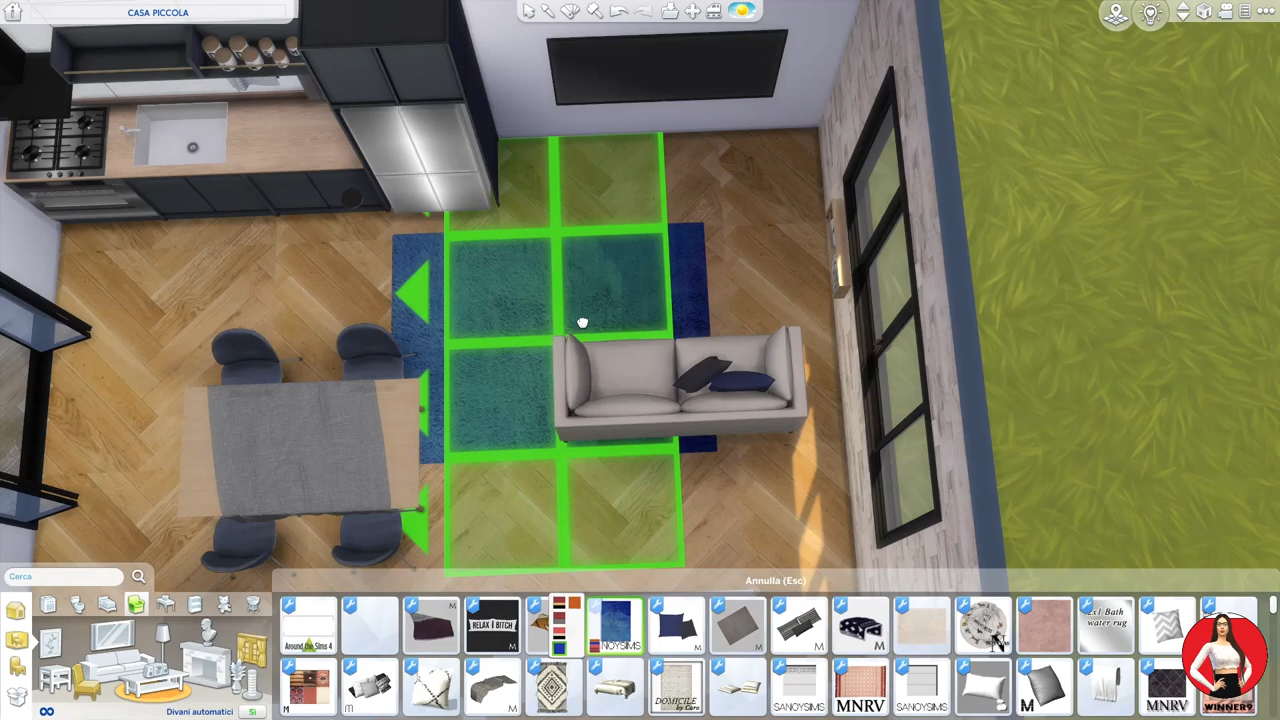 CASA PICCOLA
Annulla (Esc)
Cerca
Around the Sims 4
M
RELAX BITCH
M
NOYSIMS
M
M
M
M
N
1x1 Bath
water rug
M
M
M
M
DOMICILE
by Caro
SANOYSIMS
MNRV
SANOYSIMS
M
MNRV
WINNER9
Divani automatici
Sì